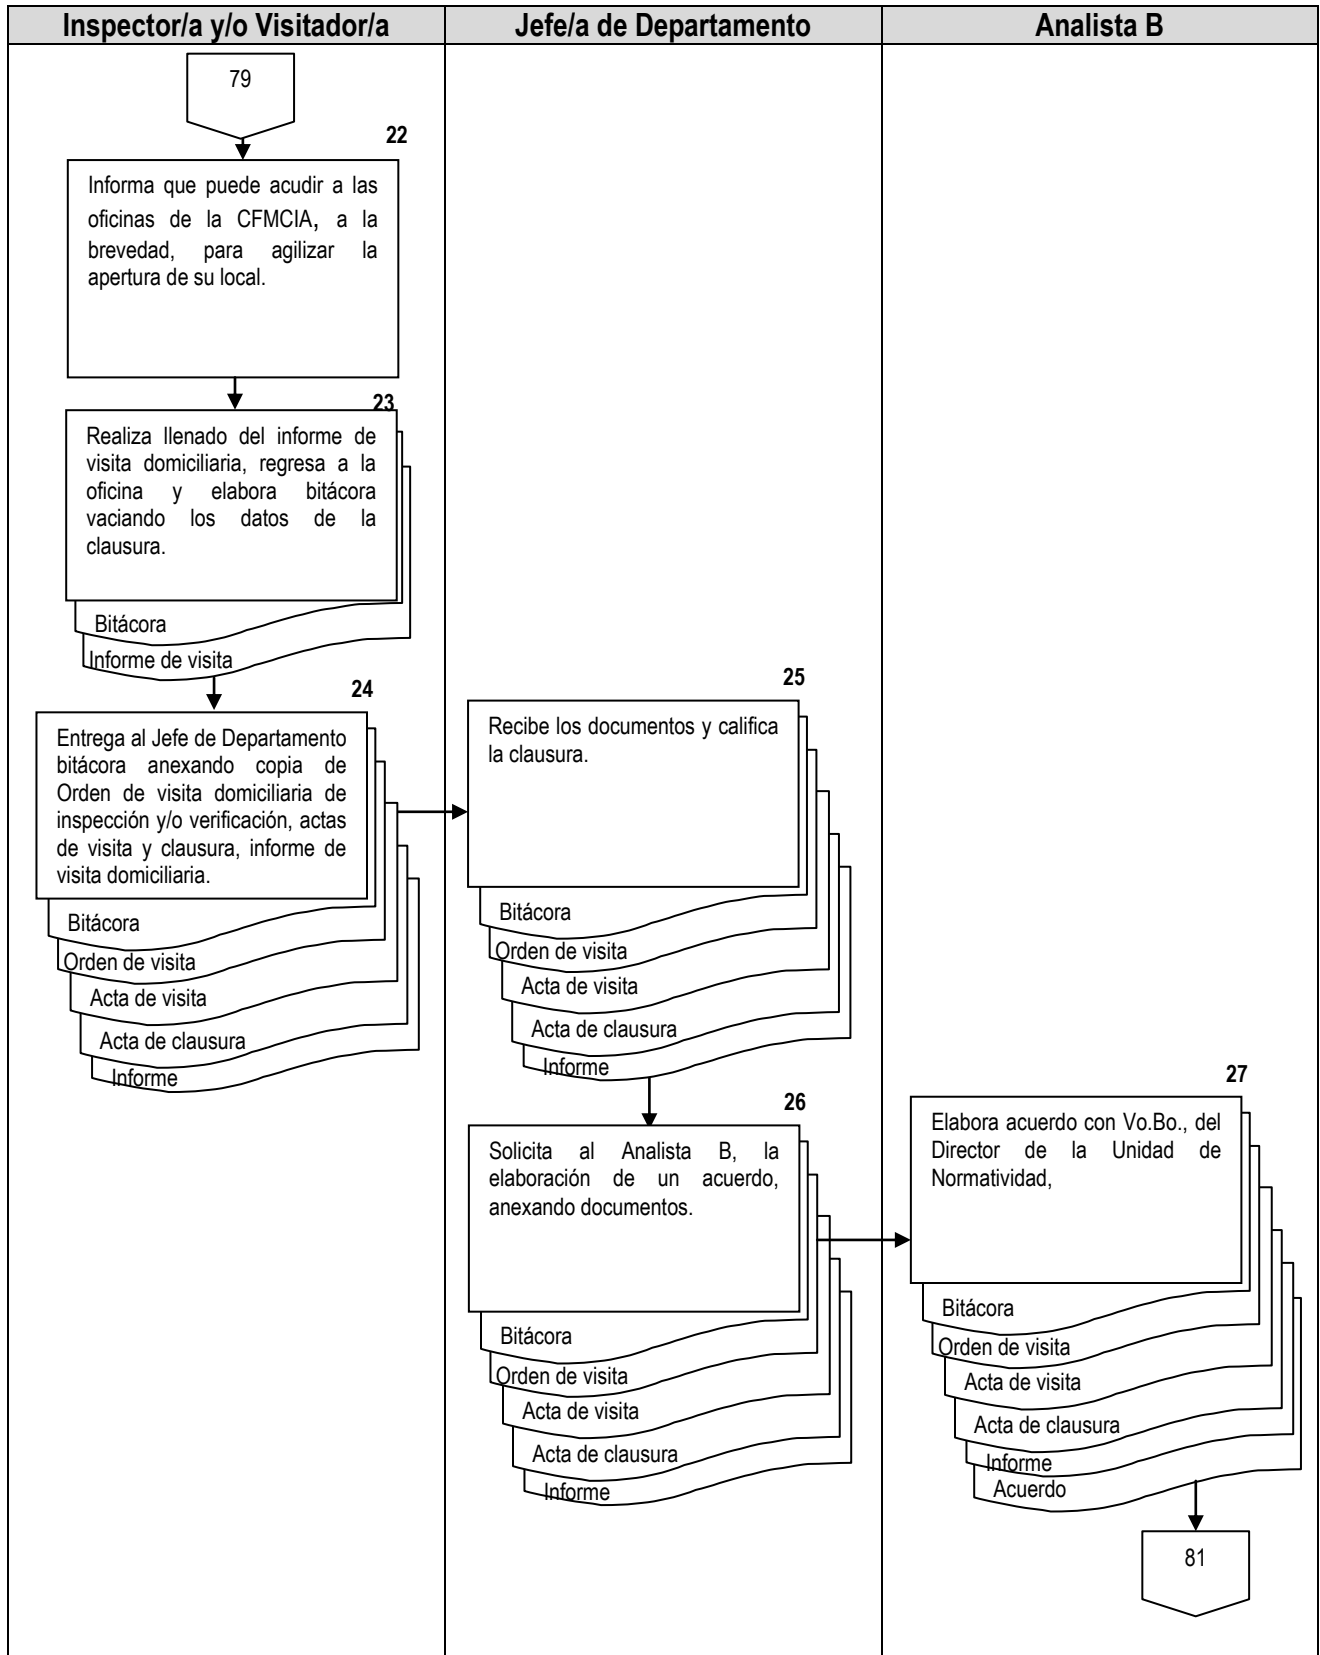 Inspector/a y/o Visitador/a
Jefe/a de Departamento
Analista B
79
22
Informa que puede acudir a las
oficinas de la CFMCIA, a la
brevedad, para agilizar la
apertura de su local.
23
Realiza llenado del informe de
visita domiciliaria, regresa a la
oficina y elabora bitácora
vaciando los datos de la
clausura.
Bitácora
Informe de visita
24
Entrega al Jefe de Departamento
bitácora anexando copia de
Orden de visita domiciliaria de
inspección y/o verificación, actas
de visita y clausura, informe de
visita domiciliaria.
Bitácora
Orden de visita
Acta de visita
Acta de clausura
Informe
25
Recibe los documentos y califica
la clausura.
Bitácora
Orden de visita
Acta de visita
Acta de clausura
Informe
26
Solicita al Analista B, la
elaboración de un acuerdo,
anexando documentos.
Bitácora
Orden de visita
Acta de visita
Acta de clausura
Informe
27
Elabora acuerdo con Vo.Bo., del
Director de la Unidad de
Normatividad,
Bitácora
Orden de visita
Acta de visita
Acta de clausura
Informe
Acuerdo
81